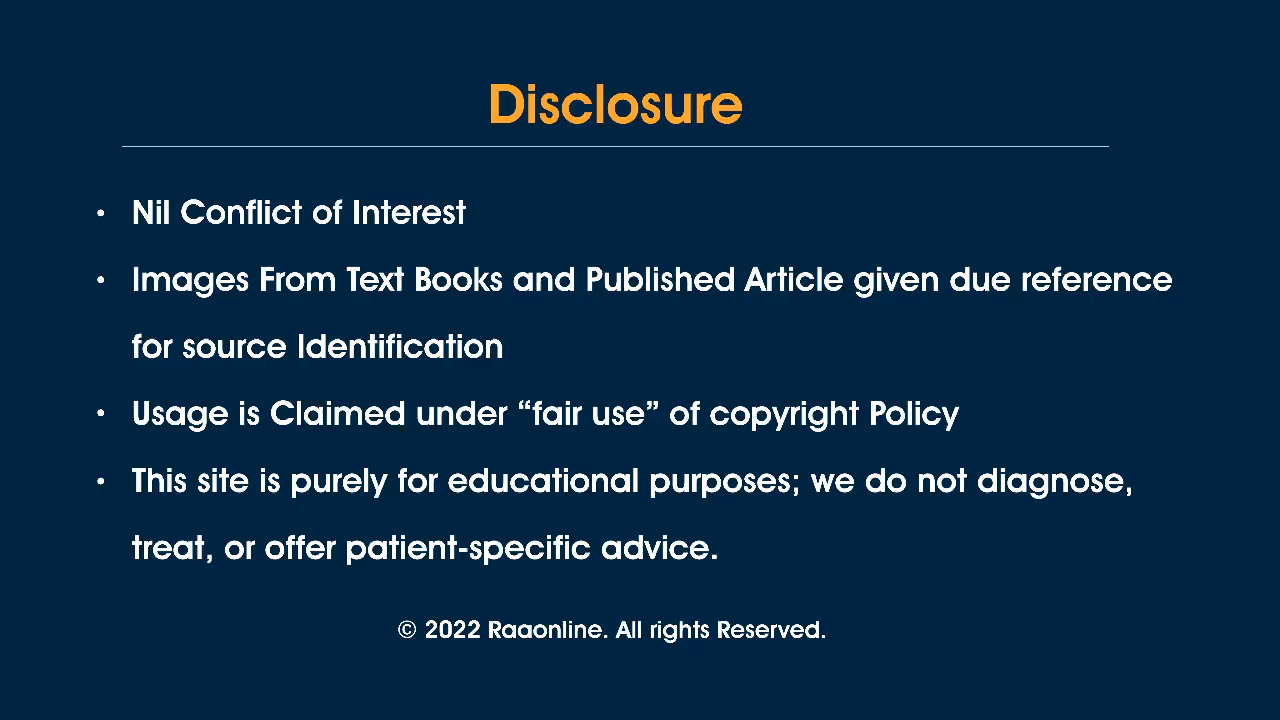 Disclosure
• Nil Conflict of Interest
• Images From Text Books and Published Article given due reference
for source Identification
• Usage is Claimed under “fair use” of copyright Policy
• This site is purely for educational purposes; we do not diagnose,
treat, or offer patient-specific advice.
© 2022 Raaonline. All rights Reserved.